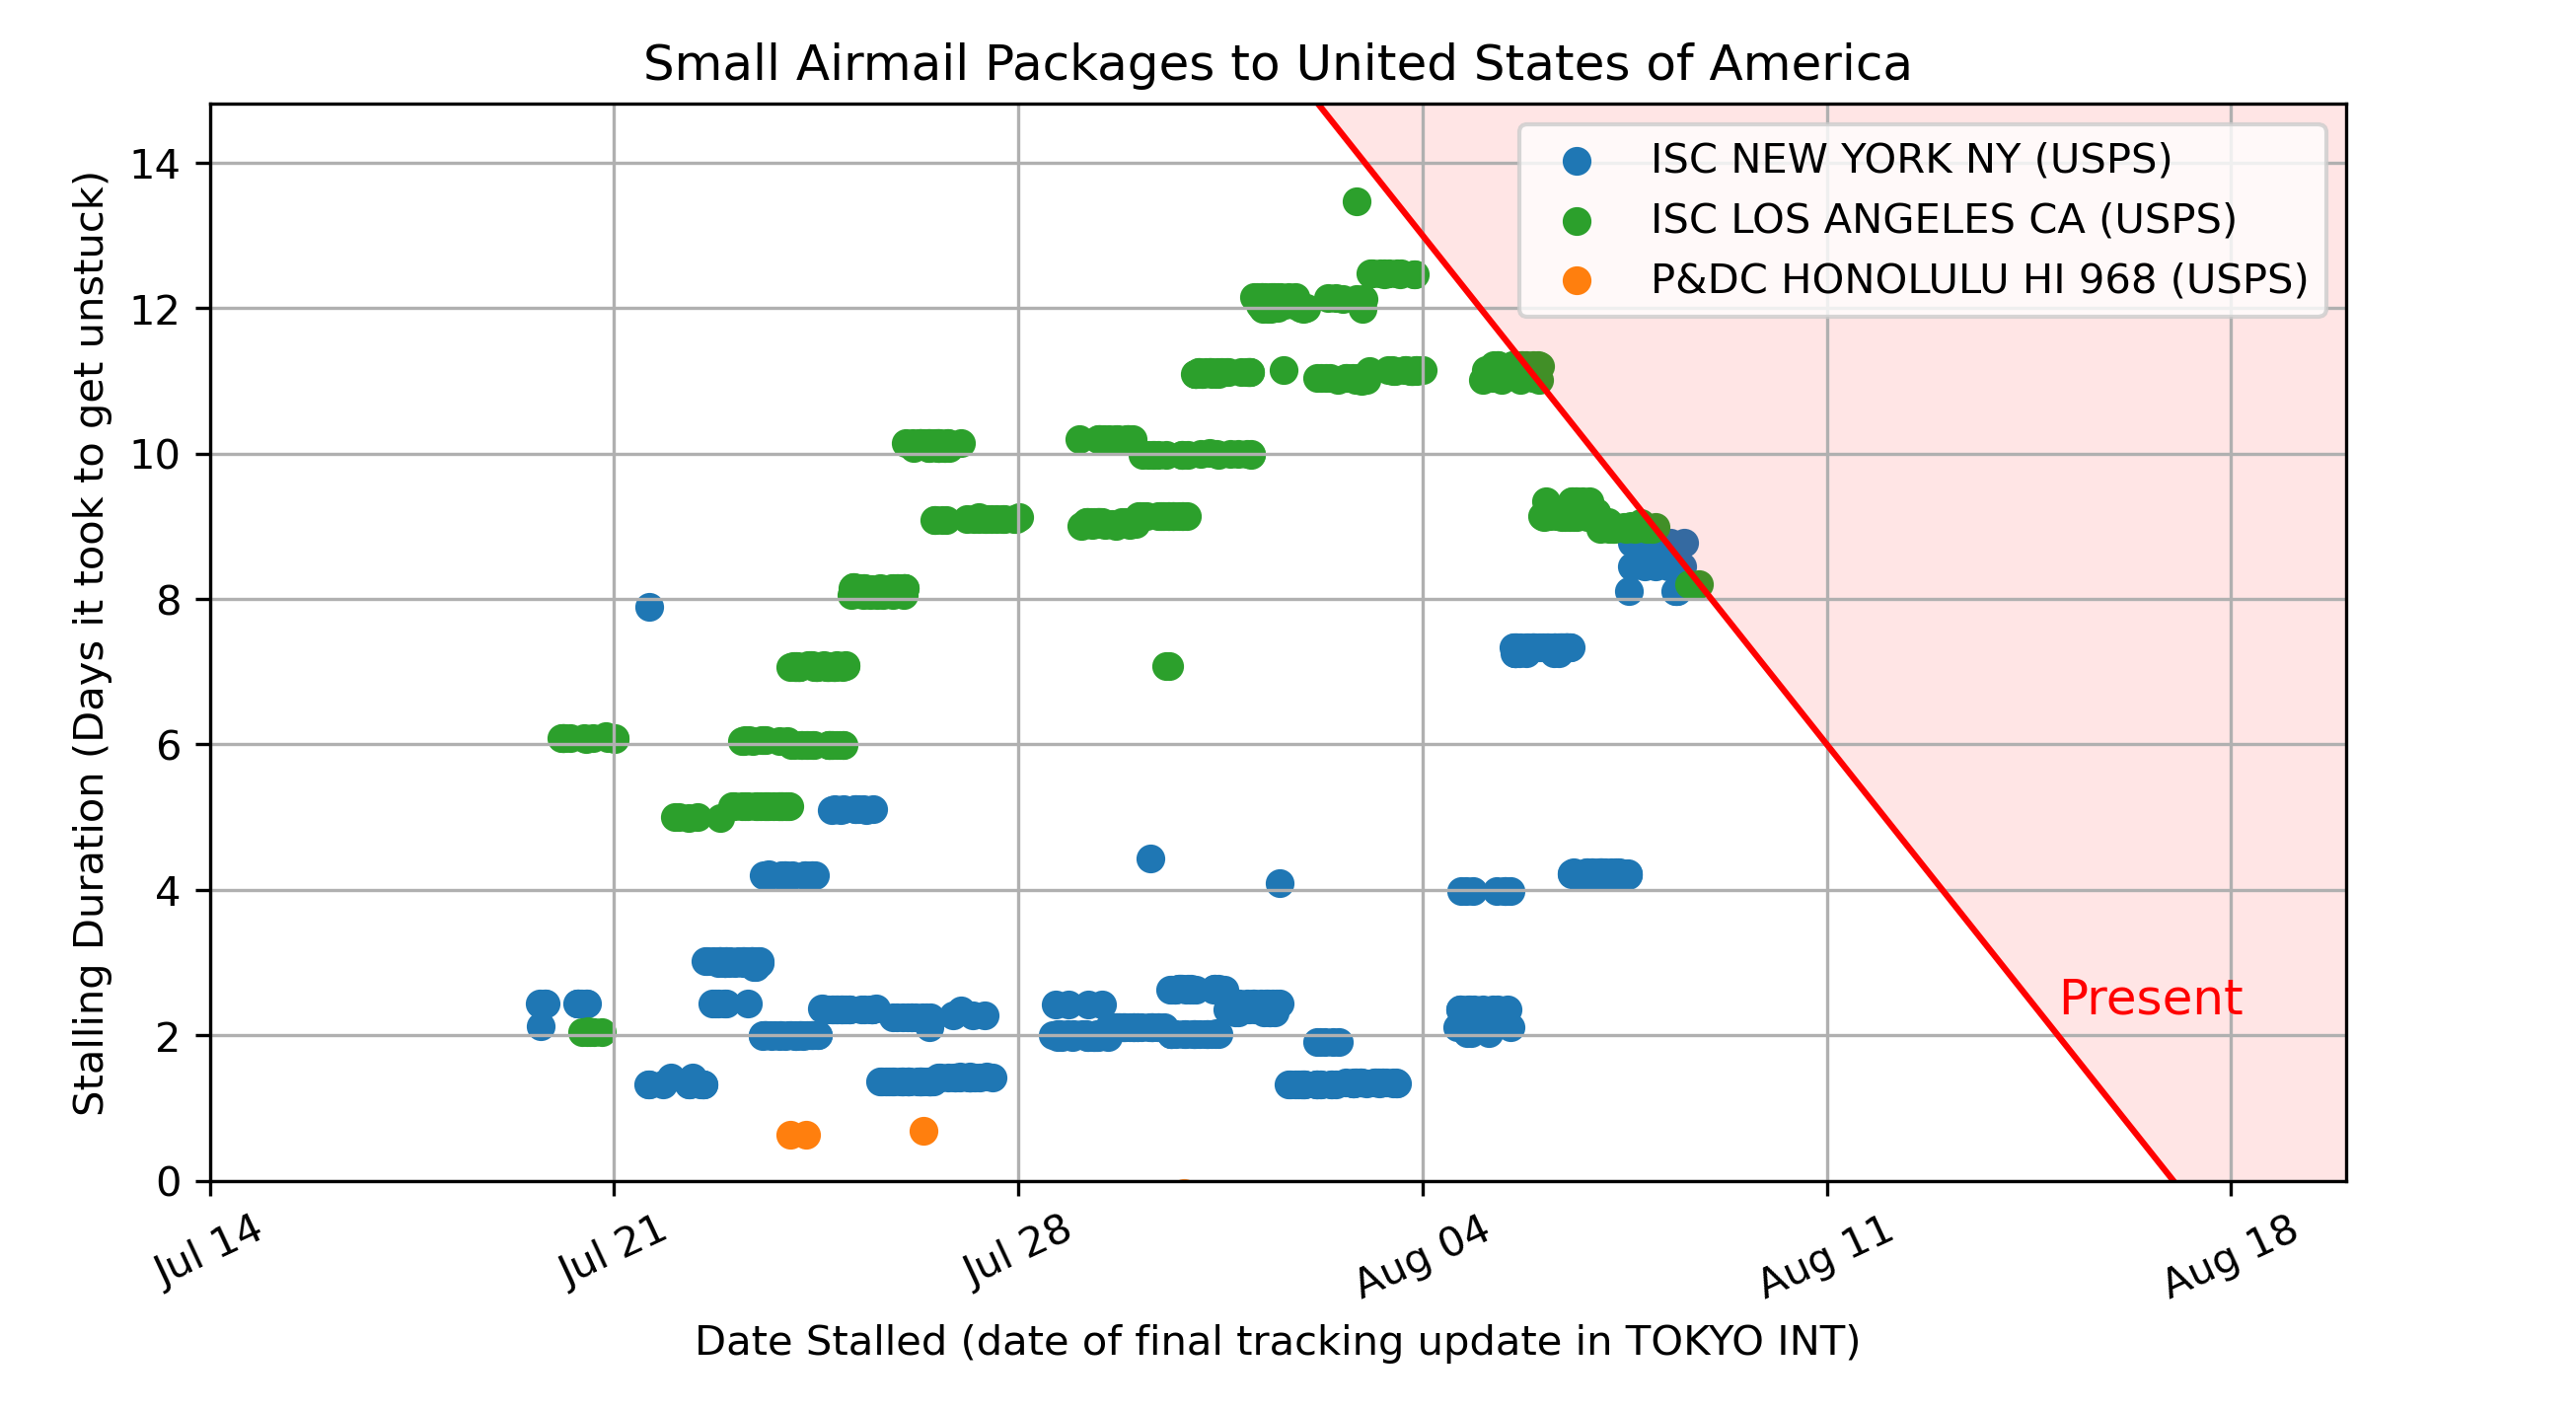 Small Airmail Packages to United States of America
ISC NEW YORK NY (USPS)
ISC LOS ANGELES CA (USPS)
P&DC HONOLULU HI 968 (USPS)
Stalling Duration (Days it took to get unstuck)
14
12
10
8
6
4
2
0
Present
Jul 14
Jul 21
Jul 28
Aug 04
Aug 11
Aug 18
Date Stalled (date of final tracking update in TOKYO INT)